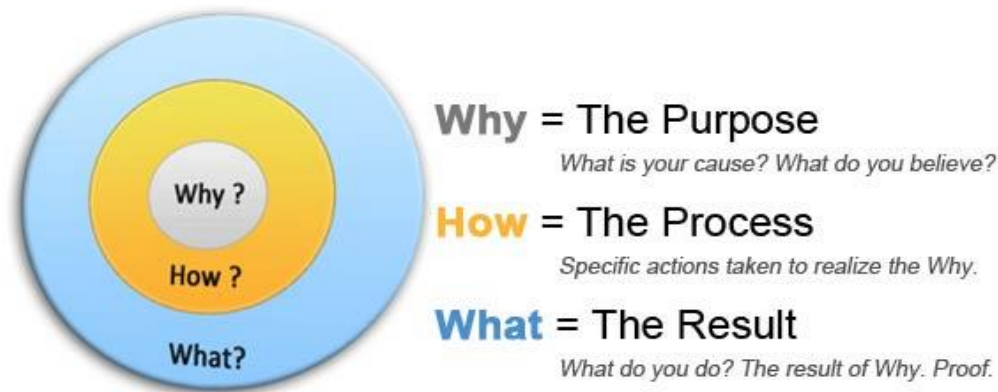 Why ?
How ?
What?
Why = The Purpose
What is your cause? What do you believe?
How = The Process
Specific actions taken to realize the Why.
What = The Result
What do you do? The result of Why. Proof.